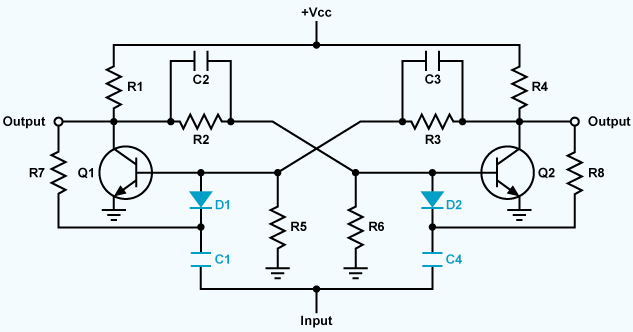 +Vcc
C2
C3
R1
R4
Output
R2
R3
Output
R7
Q1
Q2
R8
D1
D2
R5
R6
C1
C4
Input